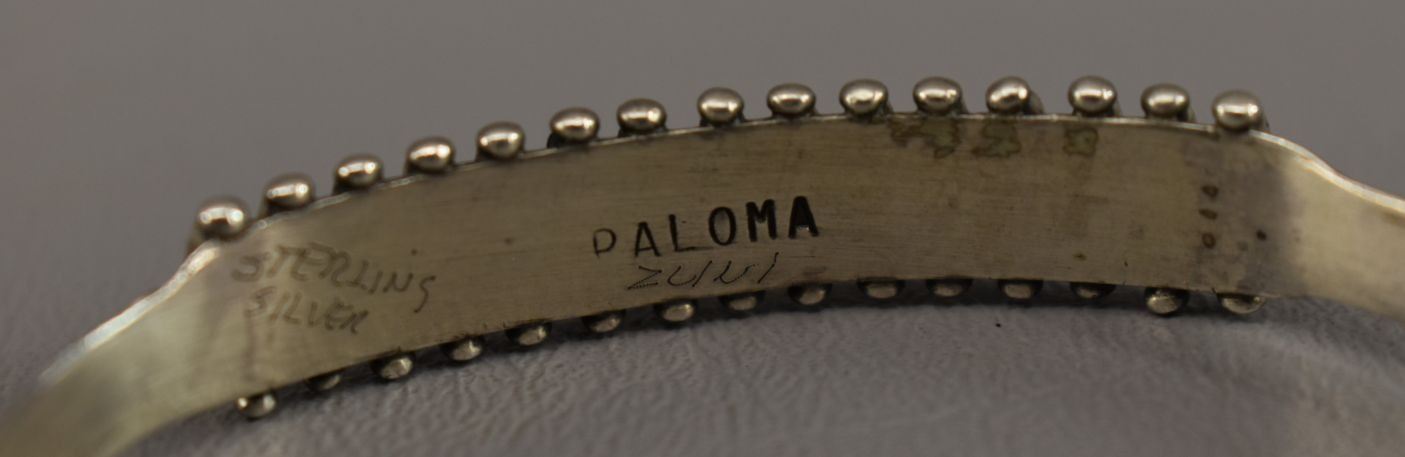 STERLING
SILVER
PALOMA
ZUNI